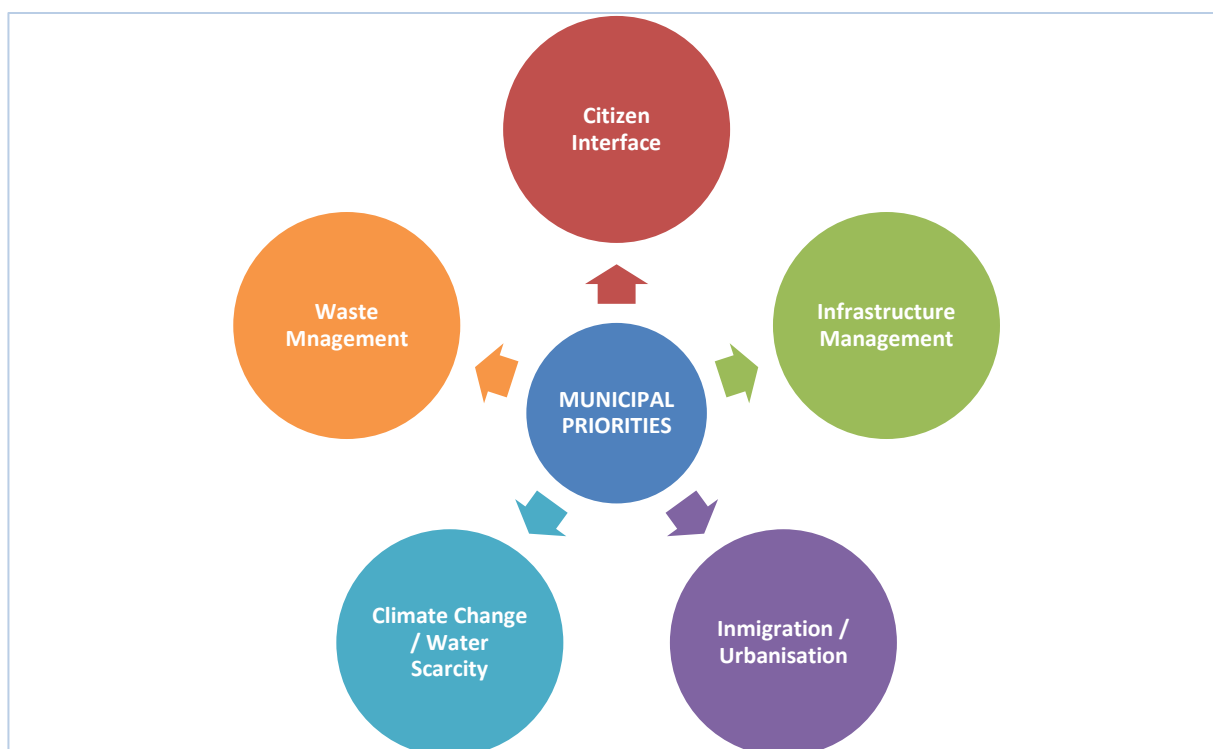 Citizen
Interface
Waste
Mnagement
Infrastructure
Management
MUNICIPAL
PRIORITIES
Climate Change
/ Water
Scarcity
Inmigration /
Urbanisation